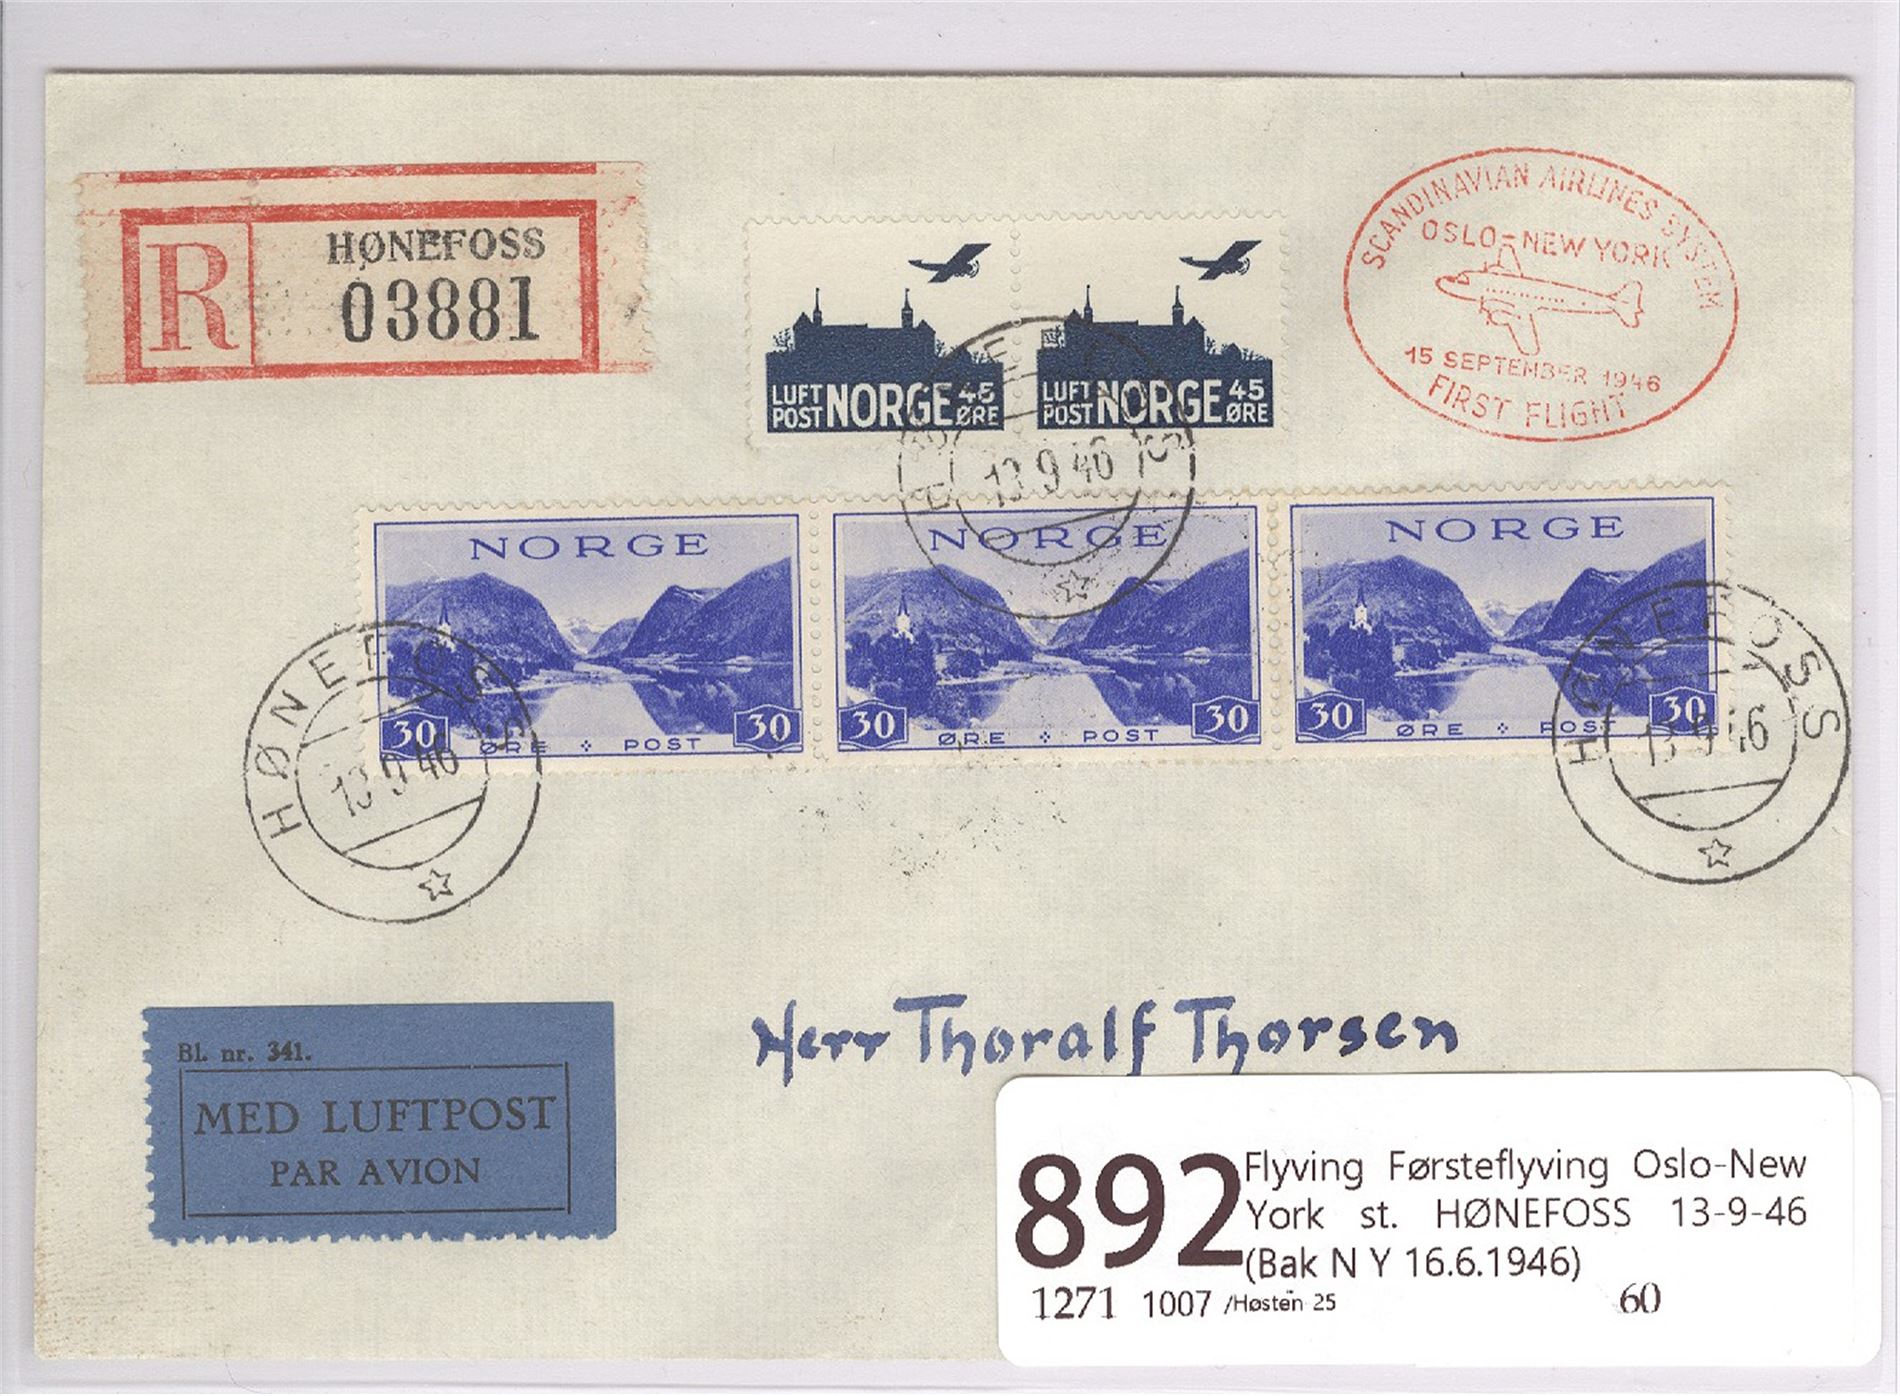 R
HØNEFOSS
03881
LUFT POST NORGE 45 ØRE
LUFT POST NORGE 45 ØRE
SCANDINAVIAN AIRLINES SYSTEM
OSLO-NEW YORK
15 SEPTEMBER 1946
FIRST FLIGHT
13 9 46
NORGE
30 ØRE POST 30
NORGE
30 ØRE POST 30
NORGE
30 ØRE POST 30
HØNEFOSS
13 9 46
HØNEFOSS
13 9 46
Bl. nr. 341.
MED LUFTPOST
PAR AVION
Herr Thoralf Thorsen
892
Flyving Førsteflyving Oslo-New
York st. HØNEFOSS 13-9-46
(Bak N Y 16.6.1946)
1271 1007 /Høsten 25 60